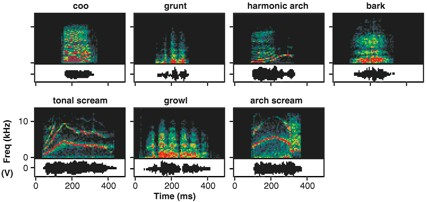 coo grunt harmonic arch bark
tonal scream growl arch scream
Freq (kHz)
10
0
(V)
0
0 200 400 0 200 400 0 200 400
Time (ms)